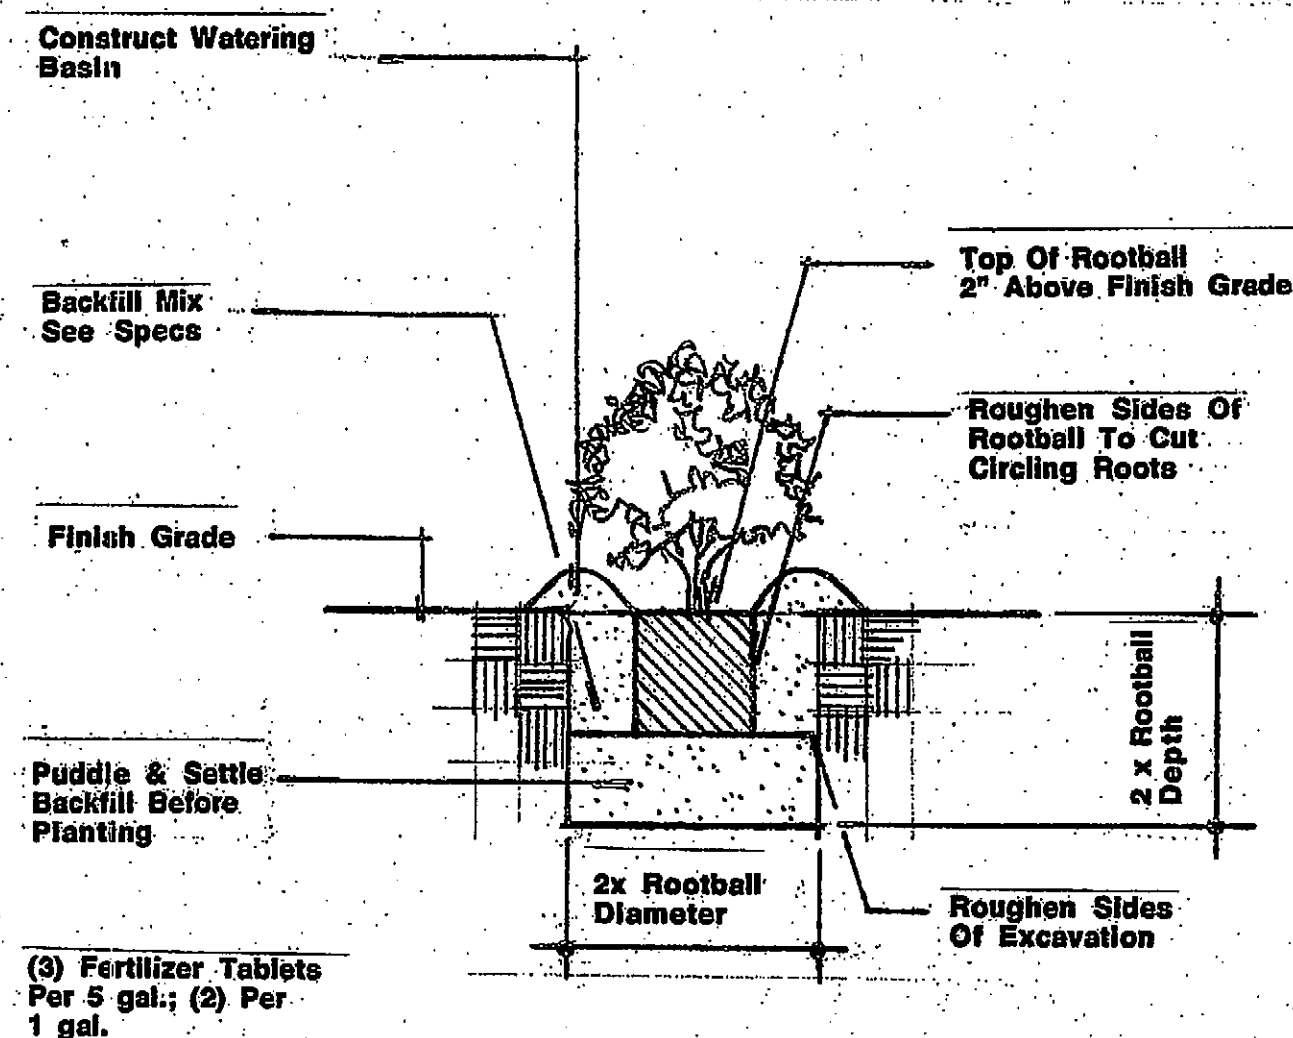 Construct Watering
Basin
Backfill Mix
See Specs
Finish Grade
Puddle & Settle
Backfill Before
Planting
(3) Fertilizer Tablets
Per 5 gal.; (2) Per
1 gal.
Top Of Rootball
2" Above Finish Grade
Roughen Sides Of
Rootball To Cut
Circling Roots
2 x Rootball
Depth
2x Rootball
Diameter
Roughen Sides
Of Excavation